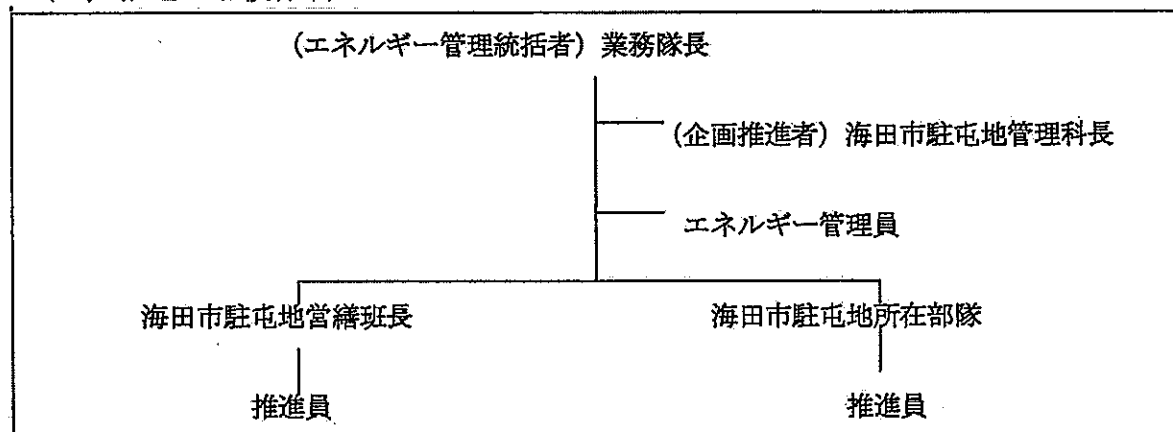 (エネルギー管理統括者) 業務隊長
(企画推進者) 海田市駐屯地管理科長
エネルギー管理員
海田市駐屯地営繕班長
海田市駐屯地所在部隊
推進員
推進員